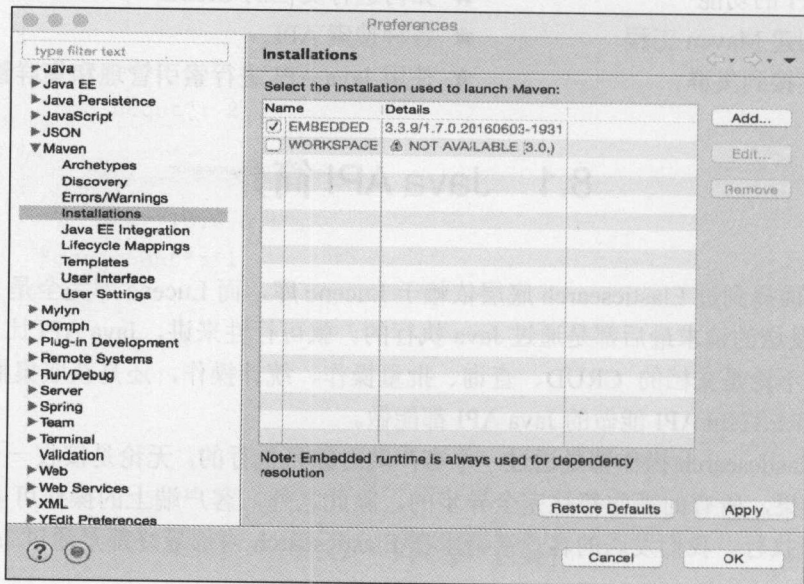 Preferences
type filter text
Java
Java EE
Java Persistence
JavaScript
JSON
Maven
Archetypes
Discovery
Errors/Warnings
Installations
Java EE Integration
Lifecycle Mappings
Templates
User Interface
User Settings
Mylyn
Oomph
Plug-in Development
Remote Systems
Run/Debug
Server
Spring
Team
Terminal
Validation
Web
Web Services
XML
YEdit Preferences
Installations
Select the installation used to launch Maven:
Name Details
EMBEDDED 3.3.9/1.7.0.20160603-1931
WORKSPACE NOT AVAILABLE [3.0,)
Add...
Edit...
Remove
Note: Embedded runtime is always used for dependency
resolution
Restore Defaults Apply
? Cancel OK